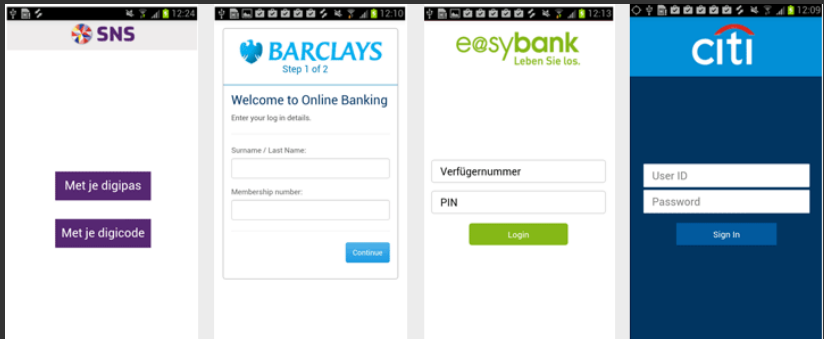 12:24
SNS
Met je digipas
Met je digicode
12:10
BARCLAYS
Step 1 of 2
Welcome to Online Banking
Enter your log in details.
Surname / Last Name:
Membership number:
Continue
12:13
e@sybank
Leben Sie los.
Verfügernummer
PIN
Login
12:09
citi
User ID
Password
Sign In